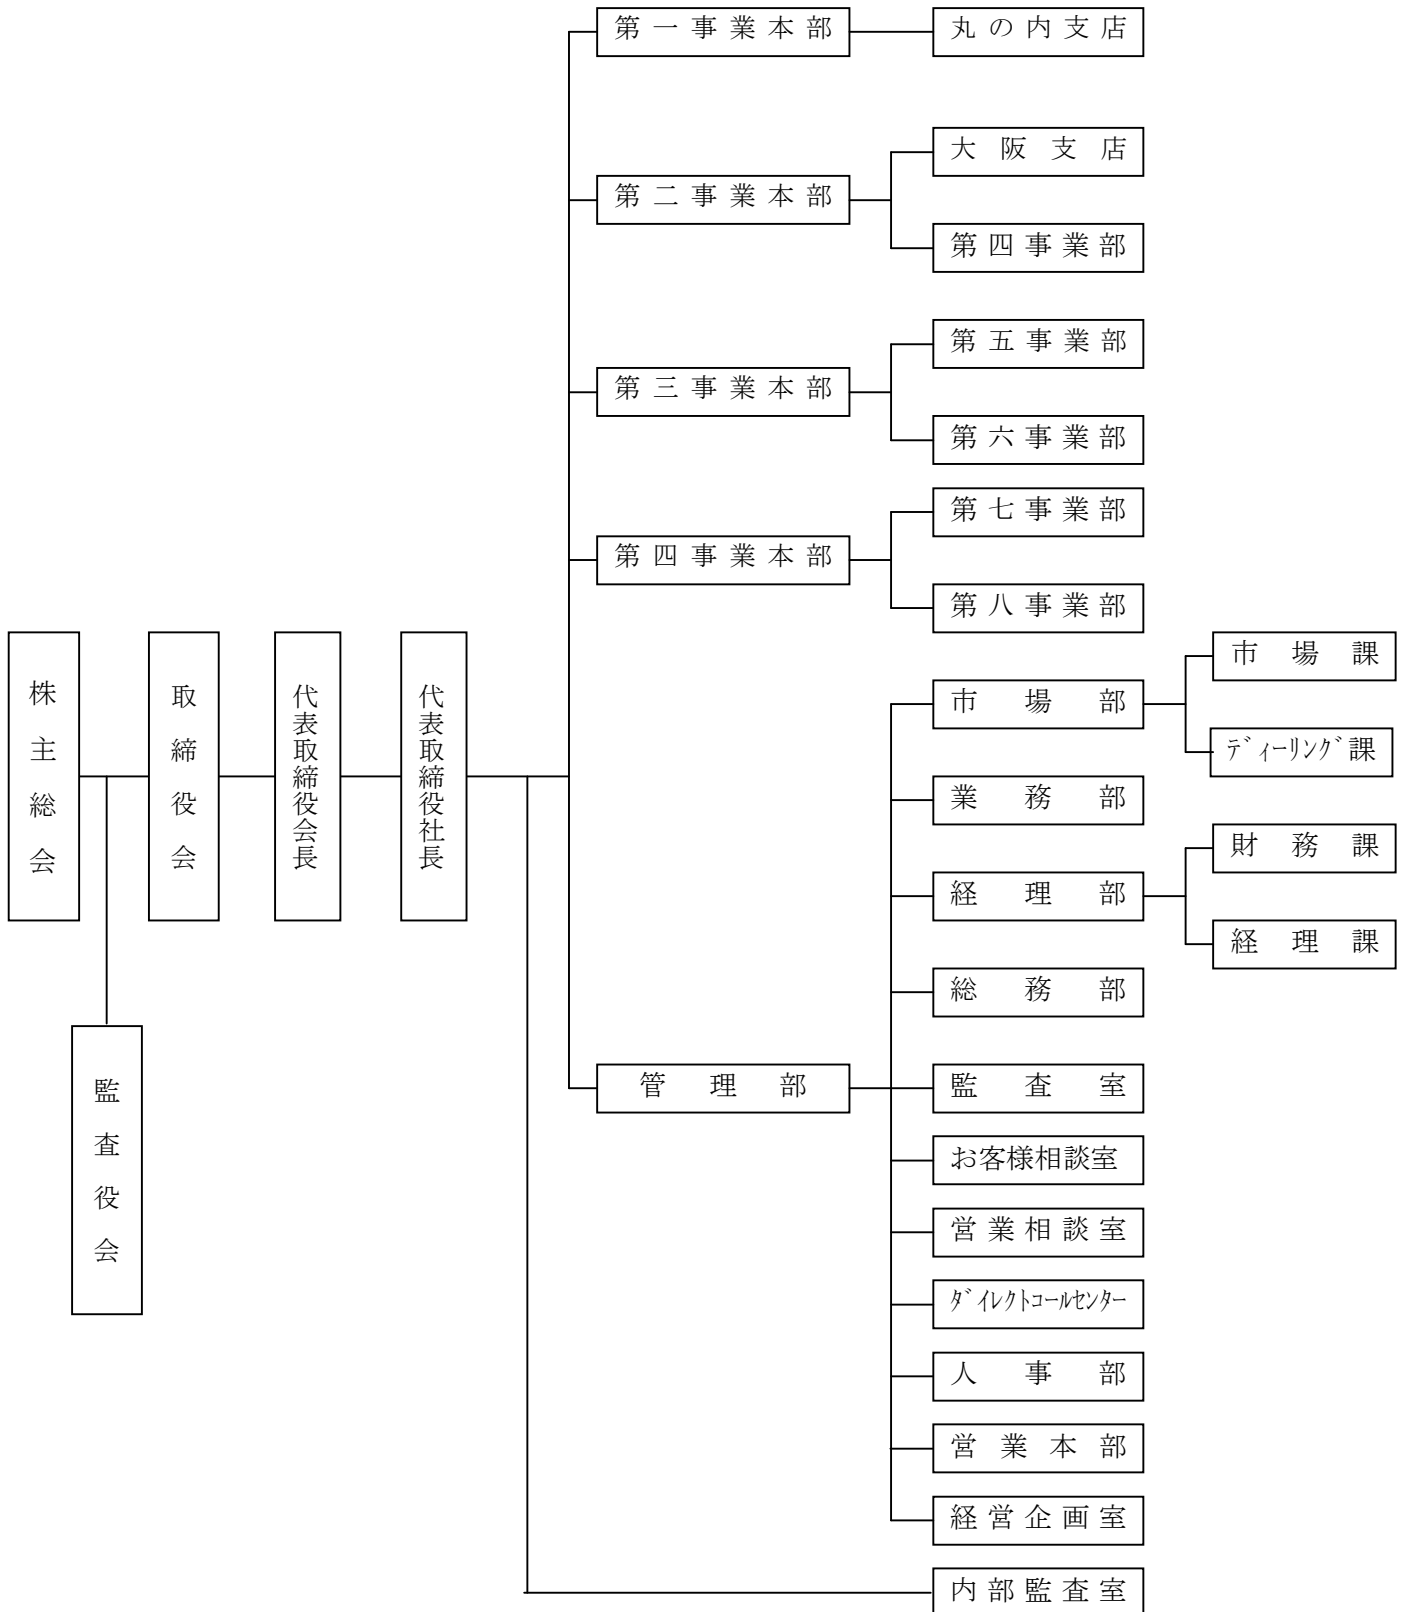 第一事業本部
丸の内支店
第二事業本部
大阪支店
第四事業部
第三事業本部
第五事業部
第六事業部
第四事業本部
第七事業部
第八事業部
株主総会
取締役会
代表取締役会長
代表取締役社長
監査役会
管理部
市場部
市場課
ディーリング課
業務部
経理部
財務課
経理課
総務部
監査室
お客様相談室
営業相談室
ダイレクトコールセンター
人事部
営業本部
経営企画室
内部監査室